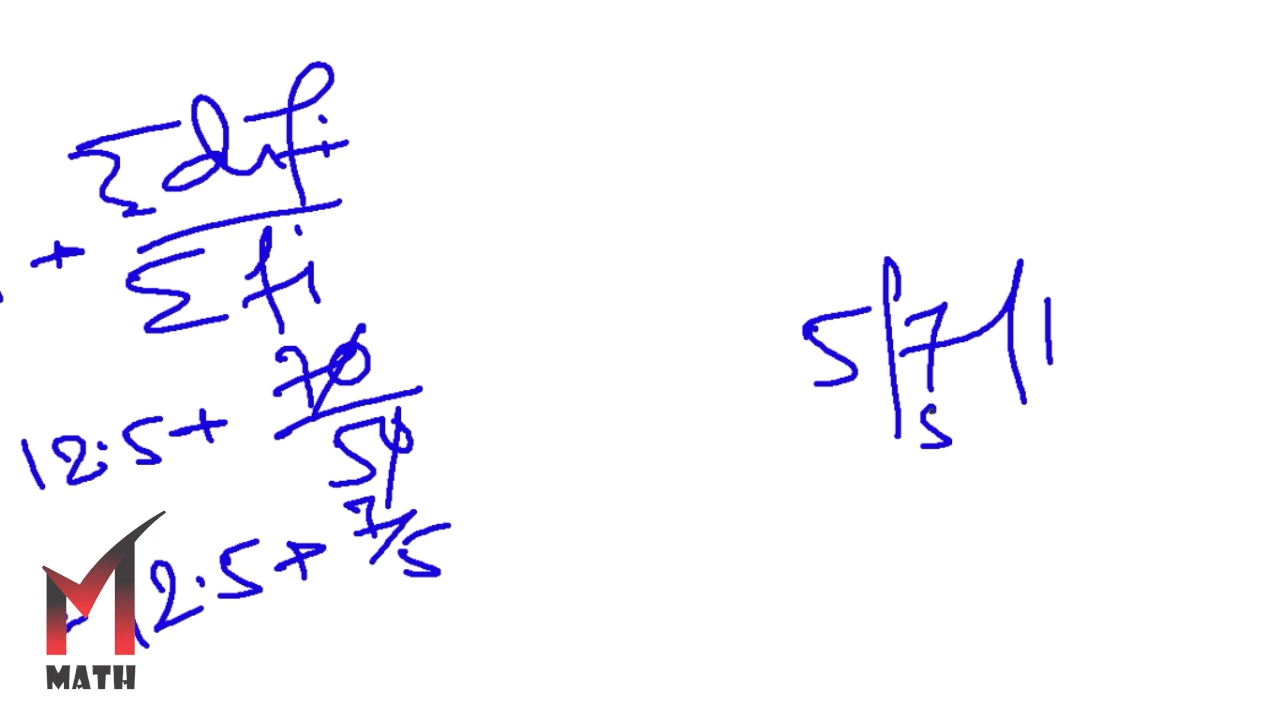 + Σdifi
Σfi
12.5 + 70
50
12.5 + 7/5
5)7(1
5
MATH